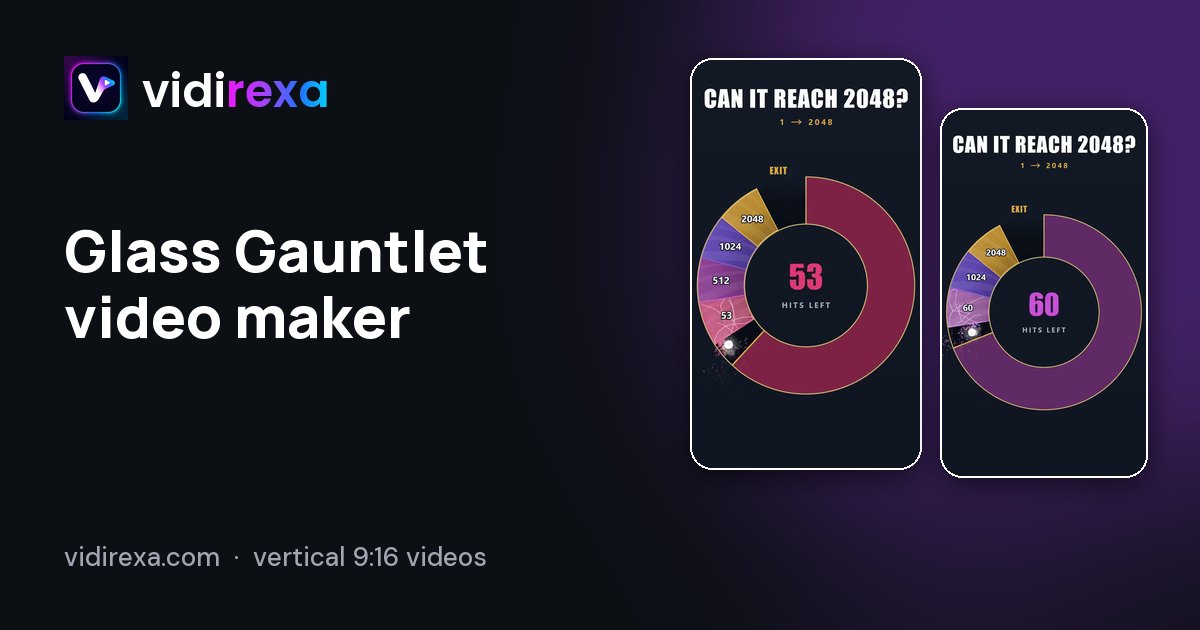 vidirexa
Glass Gauntlet
video maker
vidirexa.com · vertical 9:16 videos
CAN IT REACH 2048?
1 → 2048
EXIT
2048
1024
512
53
53
HITS LEFT
CAN IT REACH 2048?
1 → 2048
EXIT
2048
1024
60
60
HITS LEFT